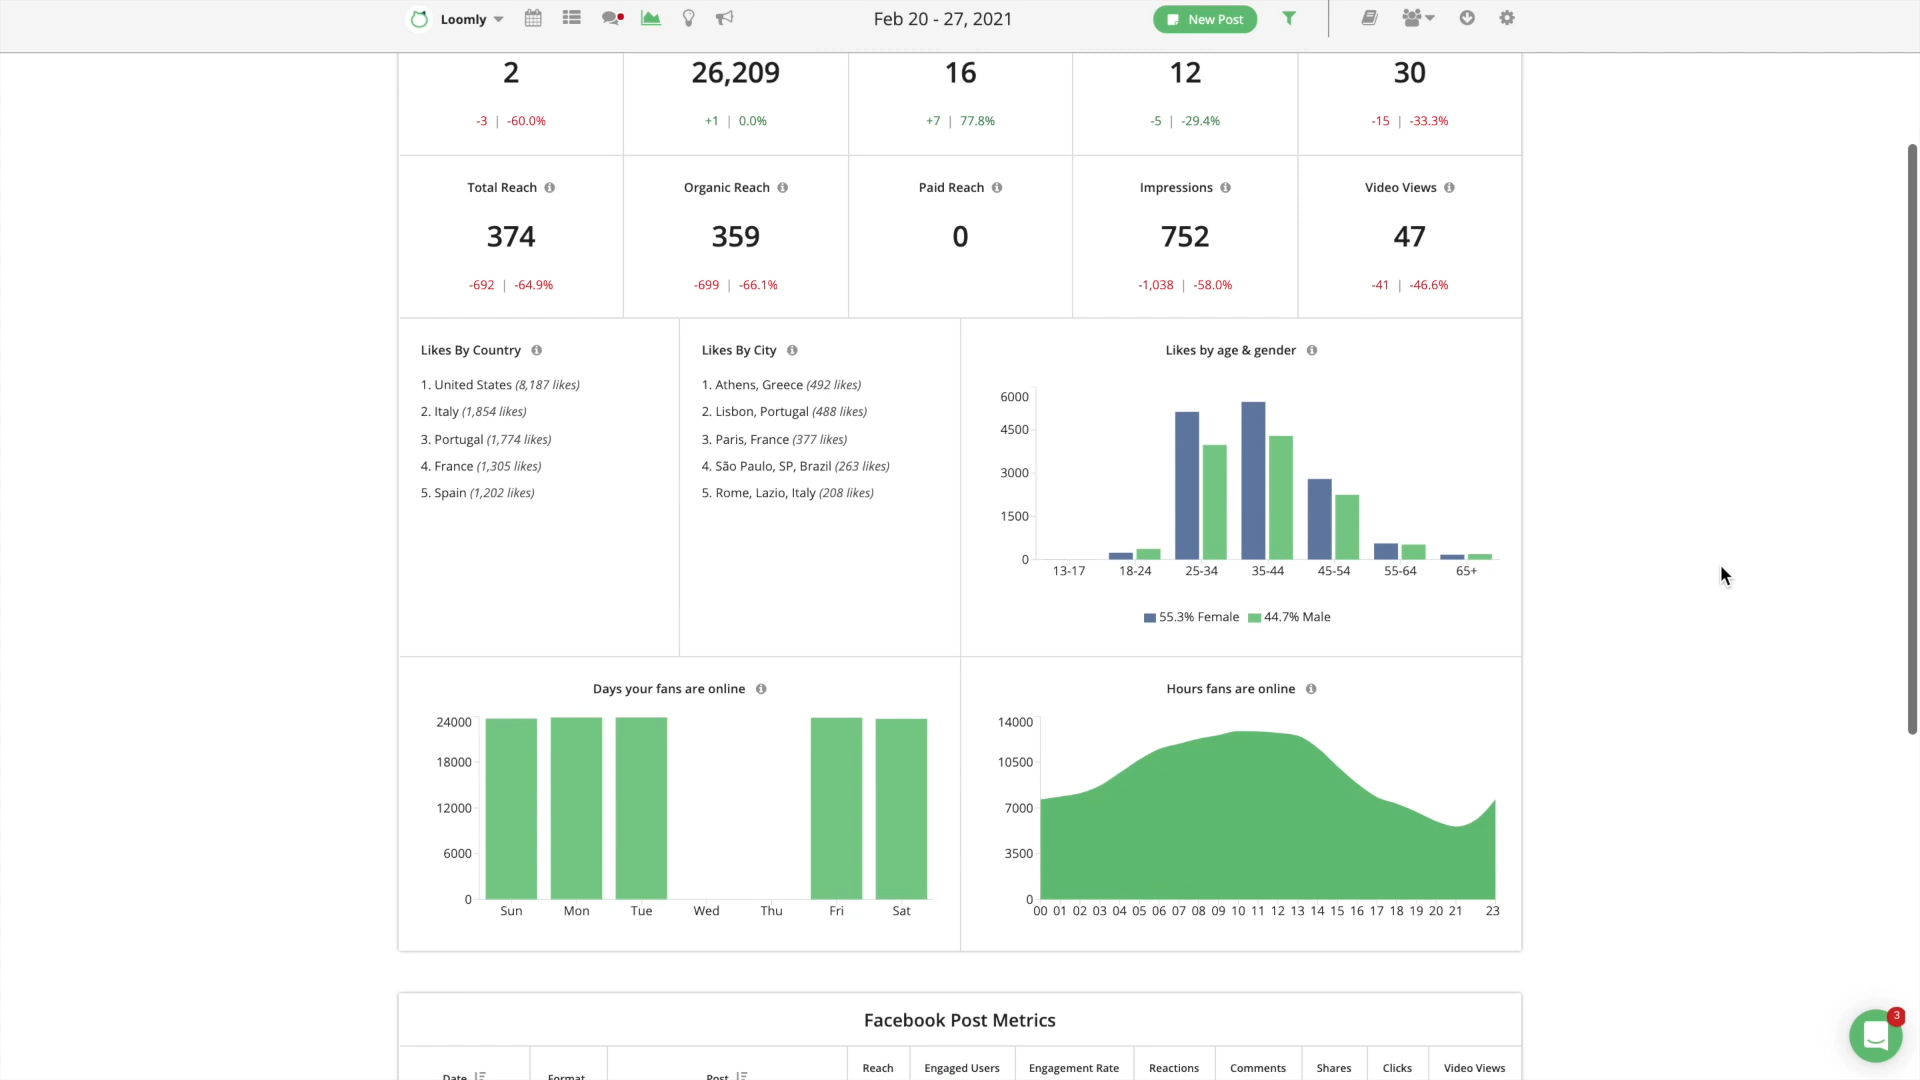 Loomly
Feb 20 - 27, 2021
New Post
2 26,209 16 12 30
-3 | -60.0% +1 | 0.0% +7 | 77.8% -5 | -29.4% -15 | -33.3%
Total Reach Organic Reach Paid Reach Impressions Video Views
374 359 0 752 47
-692 | -64.9% -699 | -66.1% -1,038 | -58.0% -41 | -46.6%
Likes By Country
1. United States (8,187 likes)
2. Italy (1,854 likes)
3. Portugal (1,774 likes)
4. France (1,305 likes)
5. Spain (1,202 likes)
Likes By City
1. Athens, Greece (492 likes)
2. Lisbon, Portugal (488 likes)
3. Paris, France (377 likes)
4. São Paulo, SP, Brazil (263 likes)
5. Rome, Lazio, Italy (208 likes)
Likes by age & gender
6000
4500
3000
1500
0
13-17 18-24 25-34 35-44 45-54 55-64 65+
55.3% Female 44.7% Male
Days your fans are online
24000
18000
12000
6000
0
Sun Mon Tue Wed Thu Fri Sat
Hours fans are online
14000
10500
7000
3500
0
00 01 02 03 04 05 06 07 08 09 10 11 12 13 14 15 16 17 18 19 20 21 23
Facebook Post Metrics
Date Format Post Reach Engaged Users Engagement Rate Reactions Comments Shares Clicks Video Views
3